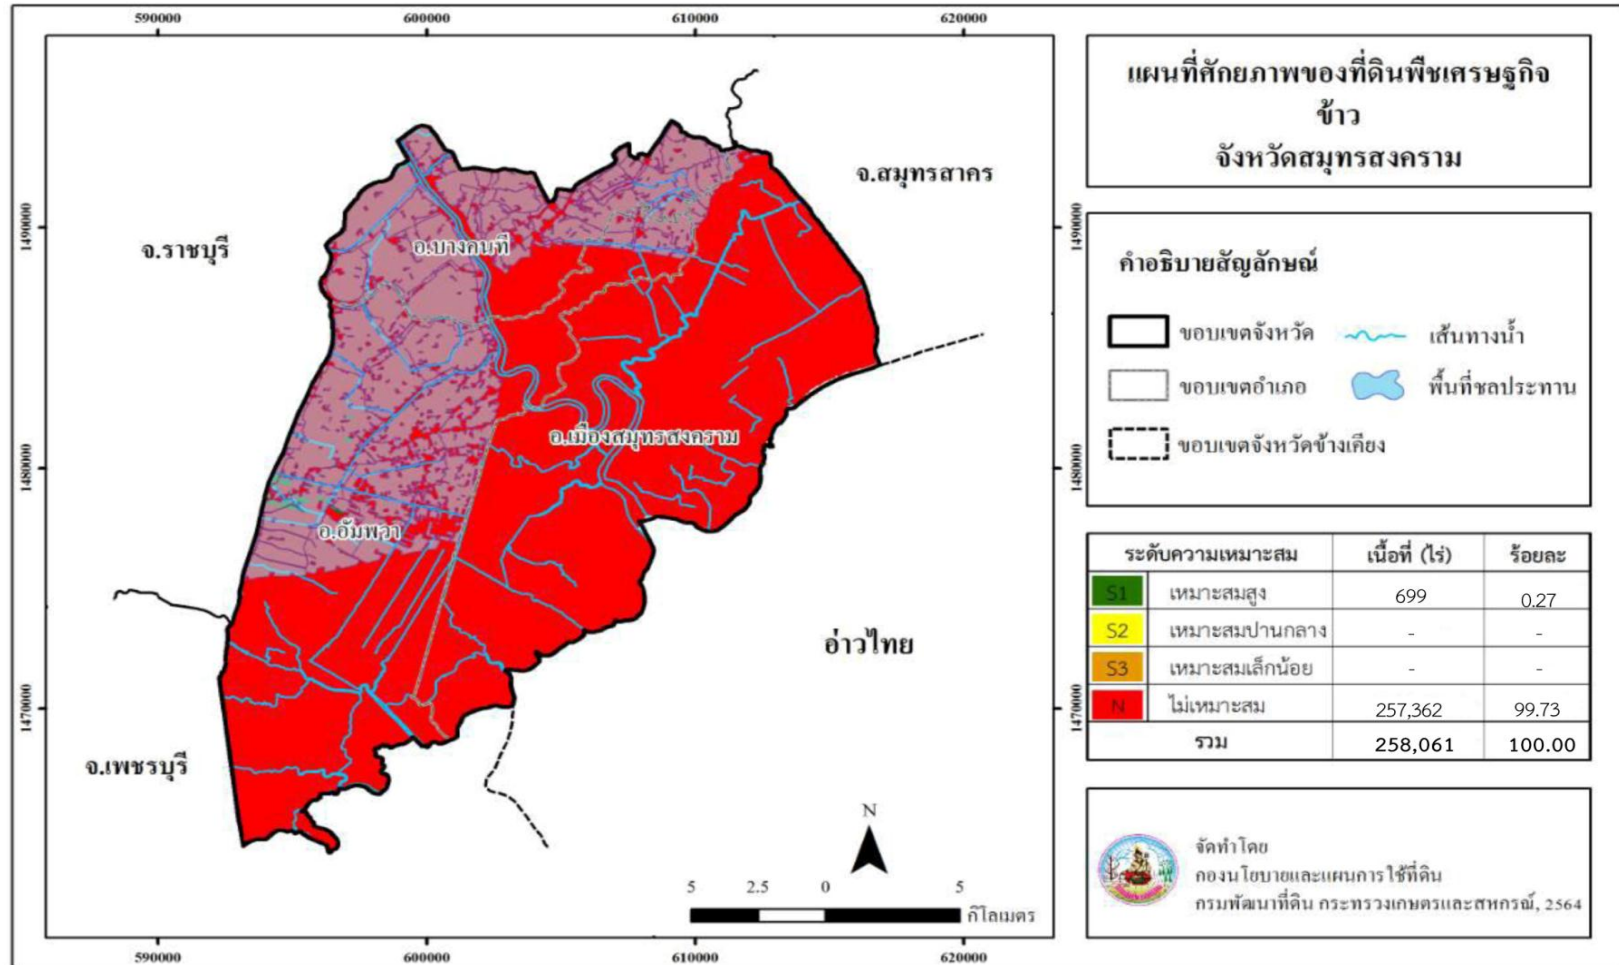 590000
600000
610000
620000
แผนที่ศักยภาพของที่ดินพืชเศรษฐกิจ
ข้าว
จังหวัดสมุทรสงคราม
จ.สมุทรสาคร
จ.ราชบุรี
อ.บางคนที
1490000
1490000
คำอธิบายสัญลักษณ์
ขอบเขตจังหวัด
เส้นทางน้ำ
ขอบเขตอำเภอ
พื้นที่ชลประทาน
ขอบเขตจังหวัดข้างเคียง
อ.เมืองสมุทรสงคราม
1480000
1480000
อ.อัมพวา
ระดับความเหมาะสม เนื้อที่ (ไร่) ร้อยละ
S1 เหมาะสมสูง 699 0.27
S2 เหมาะสมปานกลาง - -
S3 เหมาะสมเล็กน้อย - -
N ไม่เหมาะสม 257,362 99.73
รวม 258,061 100.00
อ่าวไทย
1470000
1470000
จ.เพชรบุรี
N
5 2.5 0 5
กิโลเมตร
จัดทำโดย
กองนโยบายและแผนการใช้ที่ดิน
กรมพัฒนาที่ดิน กระทรวงเกษตรและสหกรณ์, 2564
590000
600000
610000
620000